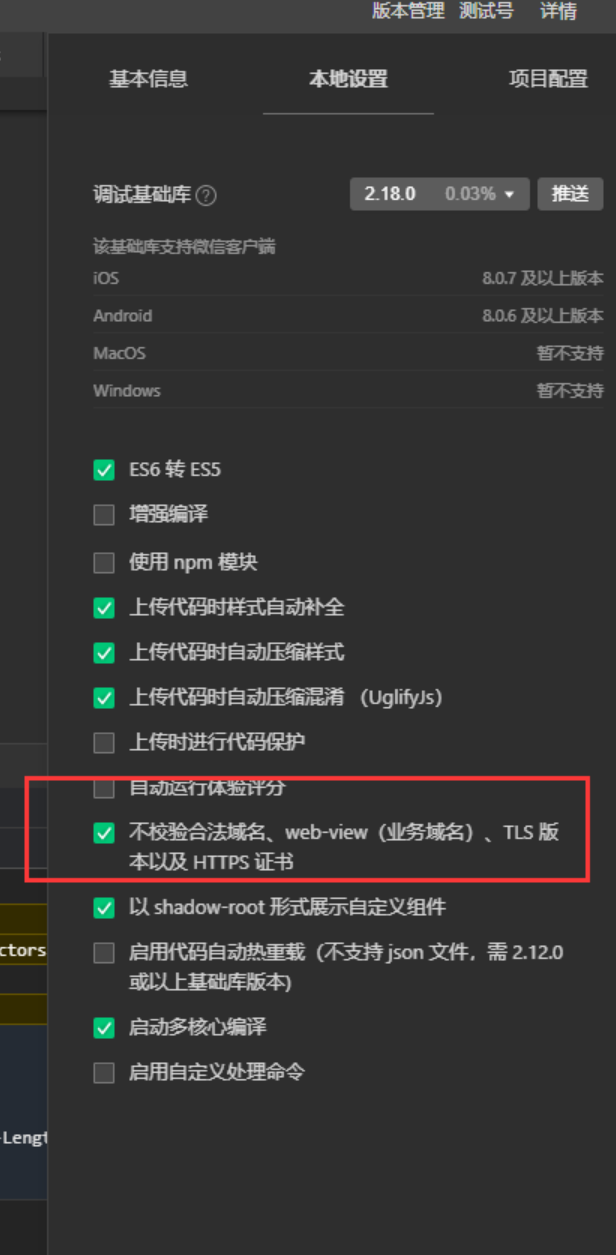 版本管理 测试号 详情
基本信息 本地设置 项目配置
调试基础库 ? 2.18.0 0.03% 推送
该基础库支持微信客户端
iOS 8.0.7 及以上版本
Android 8.0.6 及以上版本
MacOS 暂不支持
Windows 暂不支持
ES6 转 ES5
增强编译
使用 npm 模块
上传代码时样式自动补全
上传代码时自动压缩样式
上传代码时自动压缩混淆 （UglifyJs）
上传时进行代码保护
自动运行体验评分
不校验合法域名、web-view（业务域名）、TLS 版
本以及 HTTPS 证书
以 shadow-root 形式展示自定义组件
ctors
启用代码自动热重载（不支持 json 文件，需 2.12.0
或以上基础库版本)
启动多核心编译
启用自定义处理命令
-Lengt